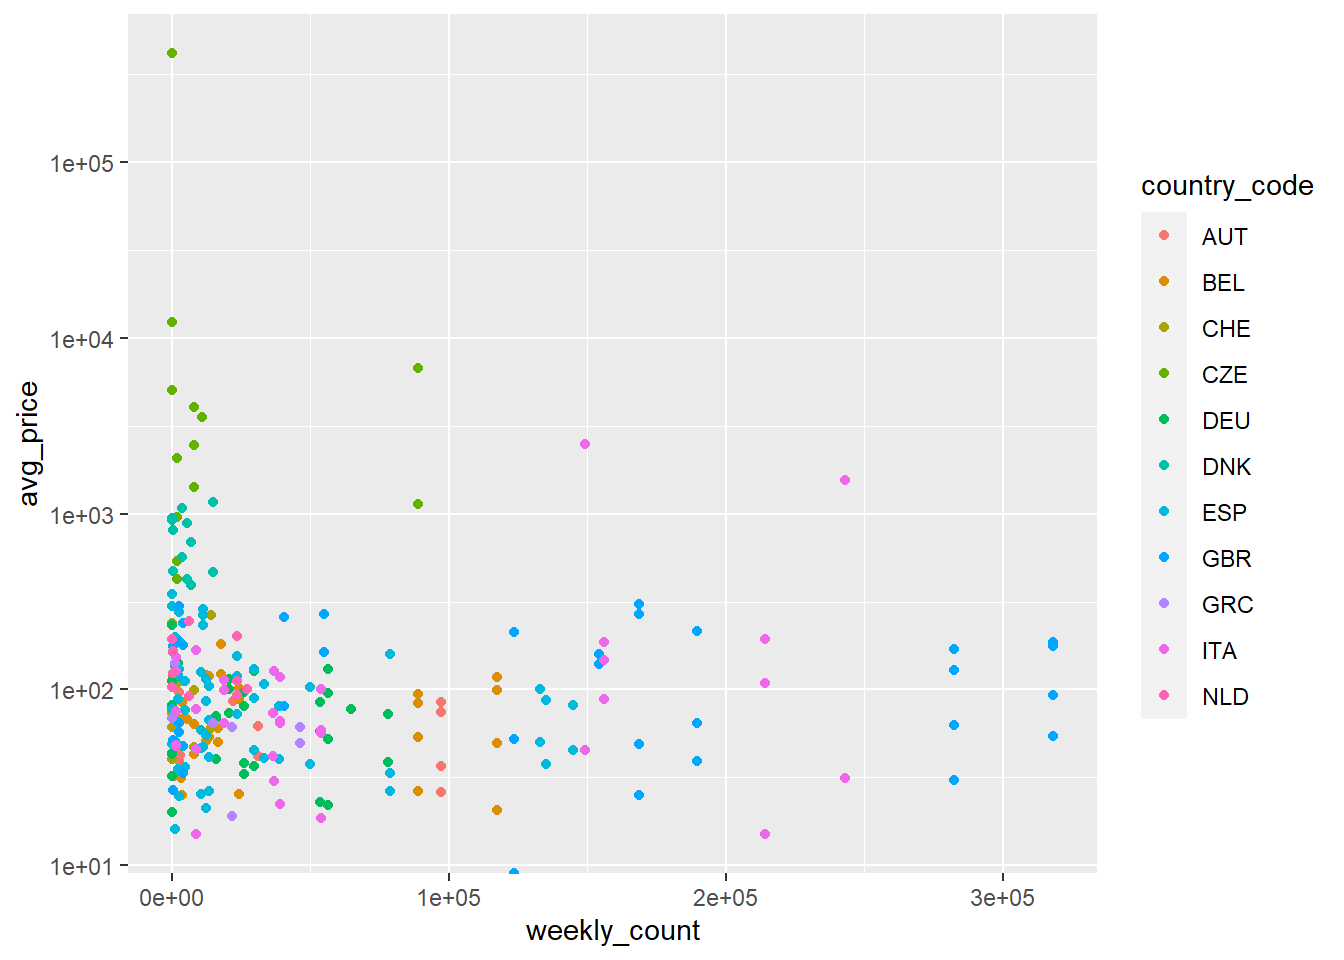 1e+05
1e+04
1e+03
1e+02
1e+01
avg_price
0e+00 1e+05 2e+05 3e+05
weekly_count
country_code
AUT
BEL
CHE
CZE
DEU
DNK
ESP
GBR
GRC
ITA
NLD